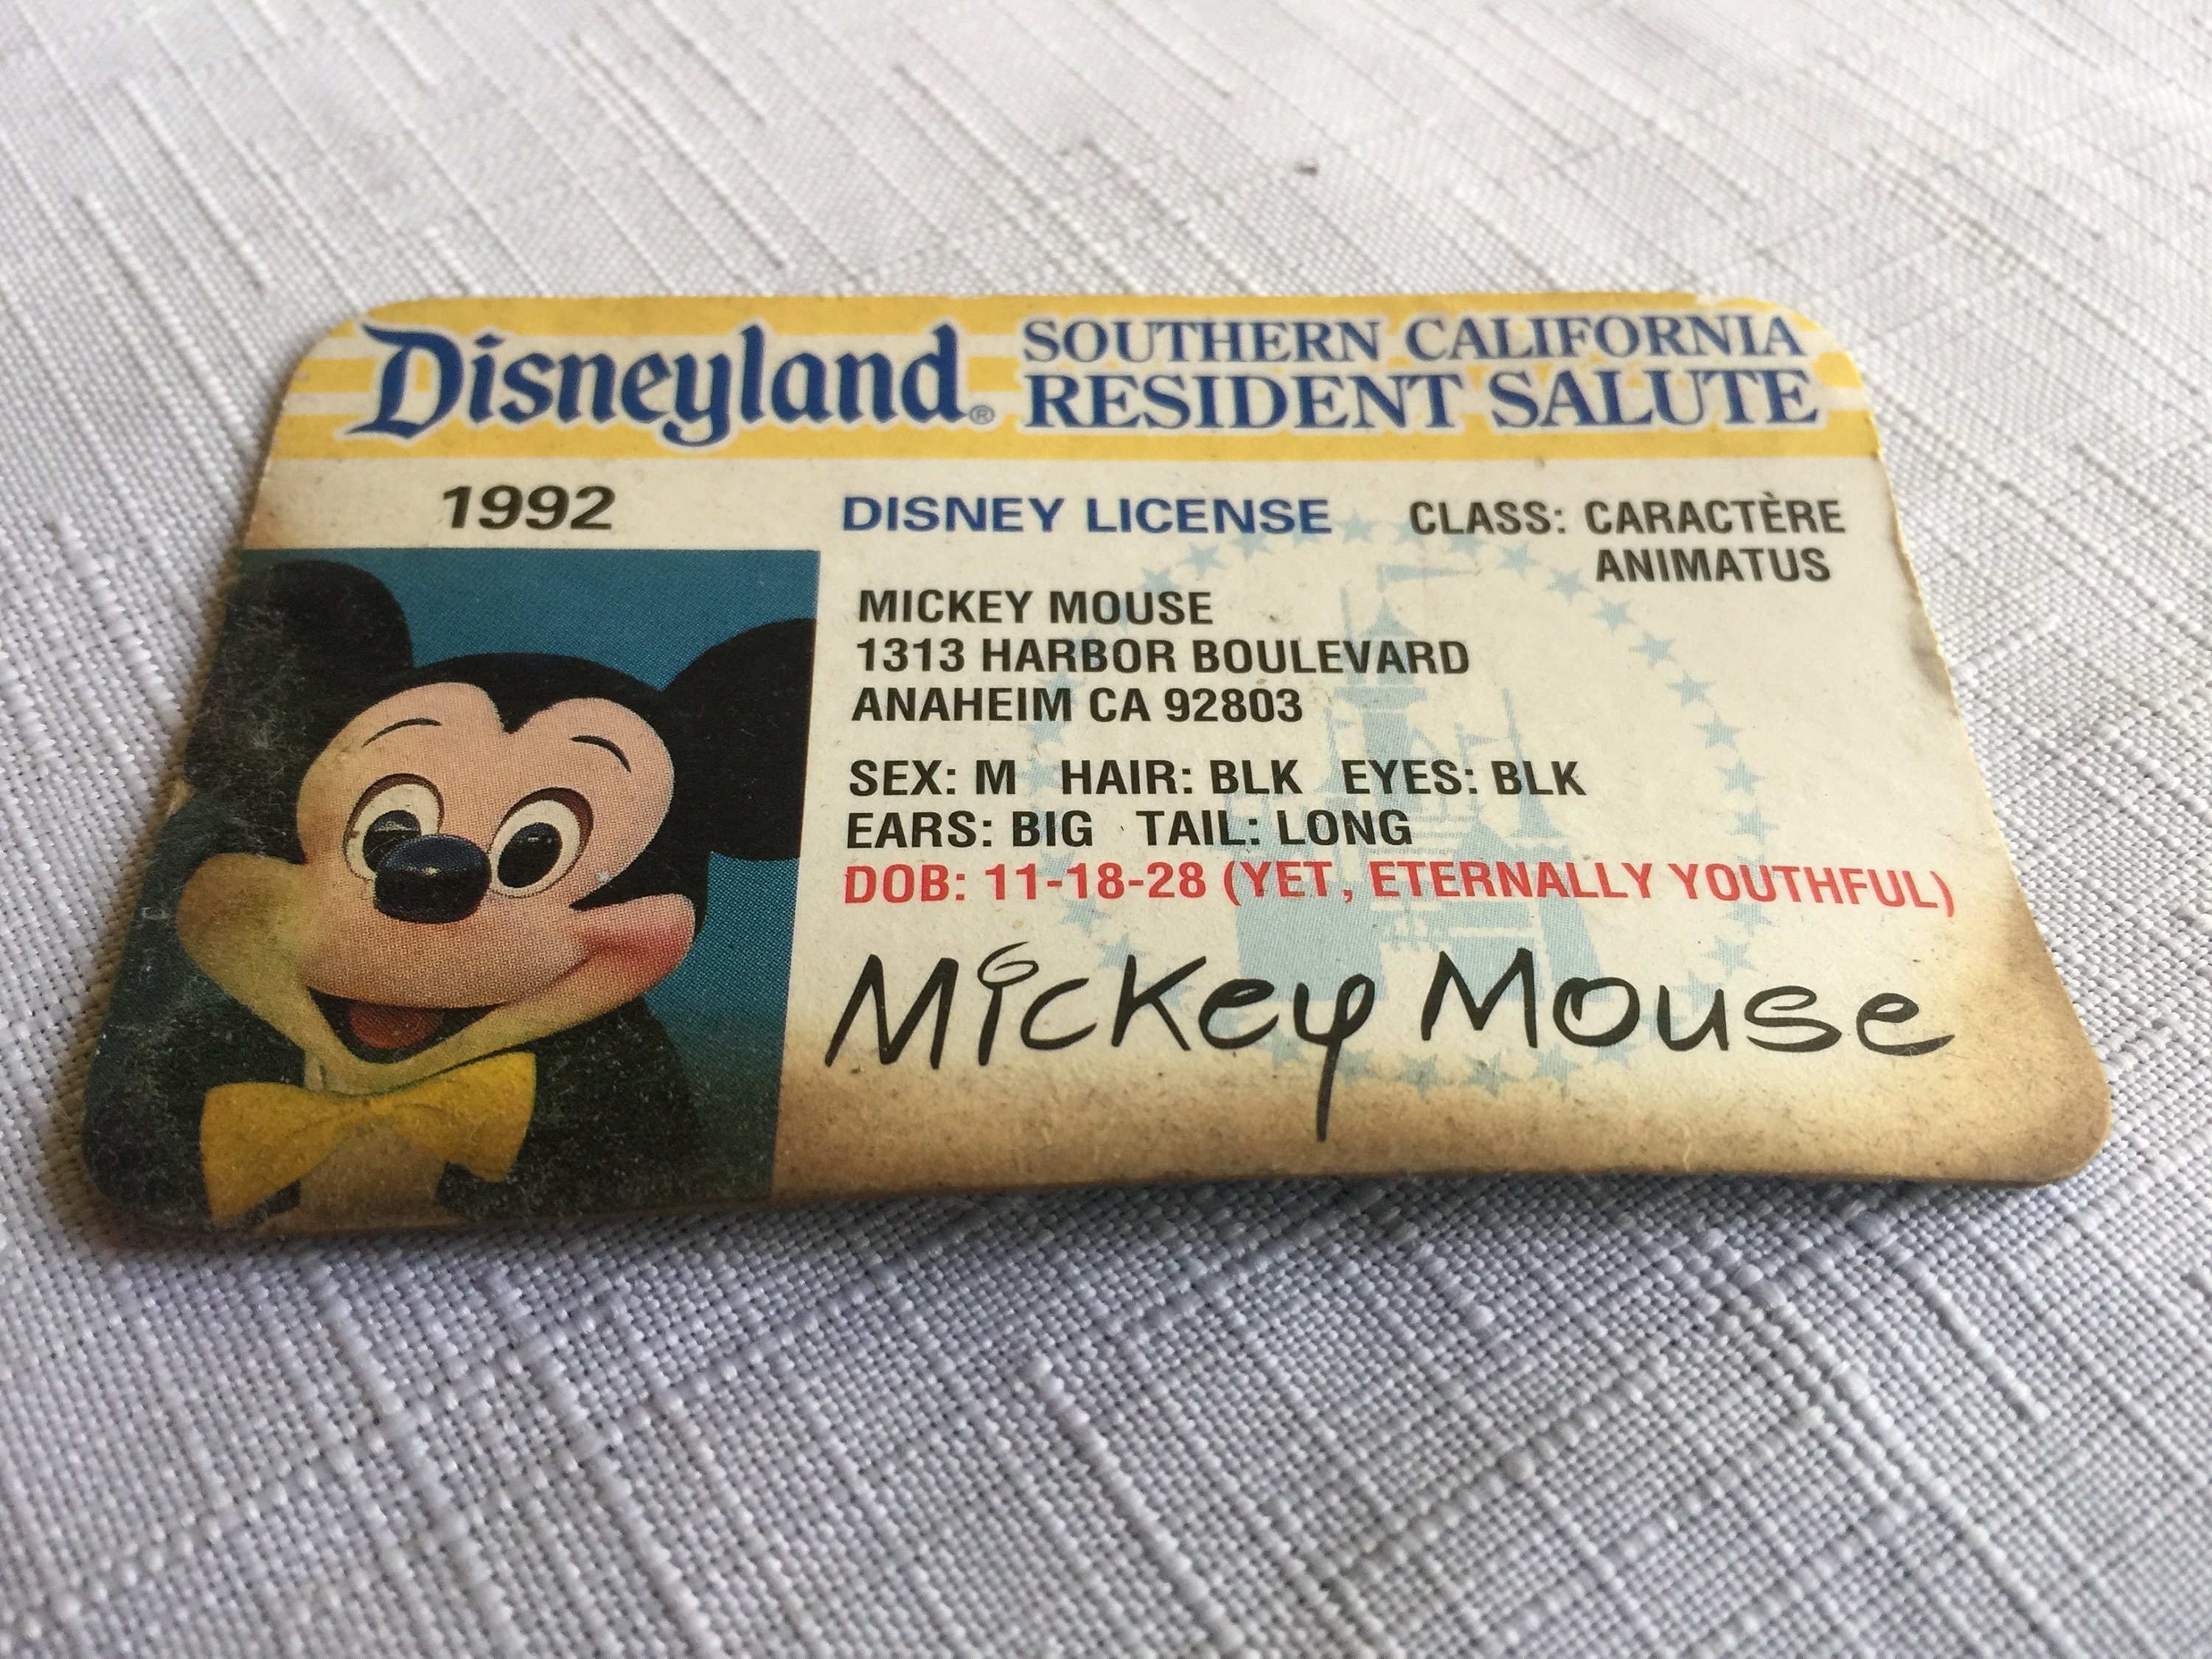 Disneyland® SOUTHERN CALIFORNIA
RESIDENT SALUTE
1992
DISNEY LICENSE CLASS: CARACTÈRE
ANIMATUS
MICKEY MOUSE
1313 HARBOR BOULEVARD
ANAHEIM CA 92803
SEX: M HAIR: BLK EYES: BLK
EARS: BIG TAIL: LONG
DOB: 11-18-28 (YET, ETERNALLY YOUTHFUL)
Mickey Mouse